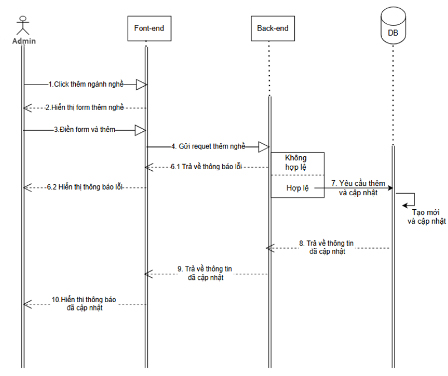 Admin
Font-end
Back-end
DB
1.Click thêm ngành nghề
2.Hiển thị form thêm nghề
3.Điền form và thêm
4. Gửi requet thêm nghề
Không
hợp lệ
6.1 Trả về thông báo lỗi
6.2 Hiển thị thông báo lỗi
Hợp lệ
7. Yêu cầu thêm
và cập nhật
Tạo mới
và cập nhật
8. Trả về thông tin
đã cập nhật
9. Trả về thông tin
đã cập nhật
10.Hiển thị thông báo
đã cập nhật